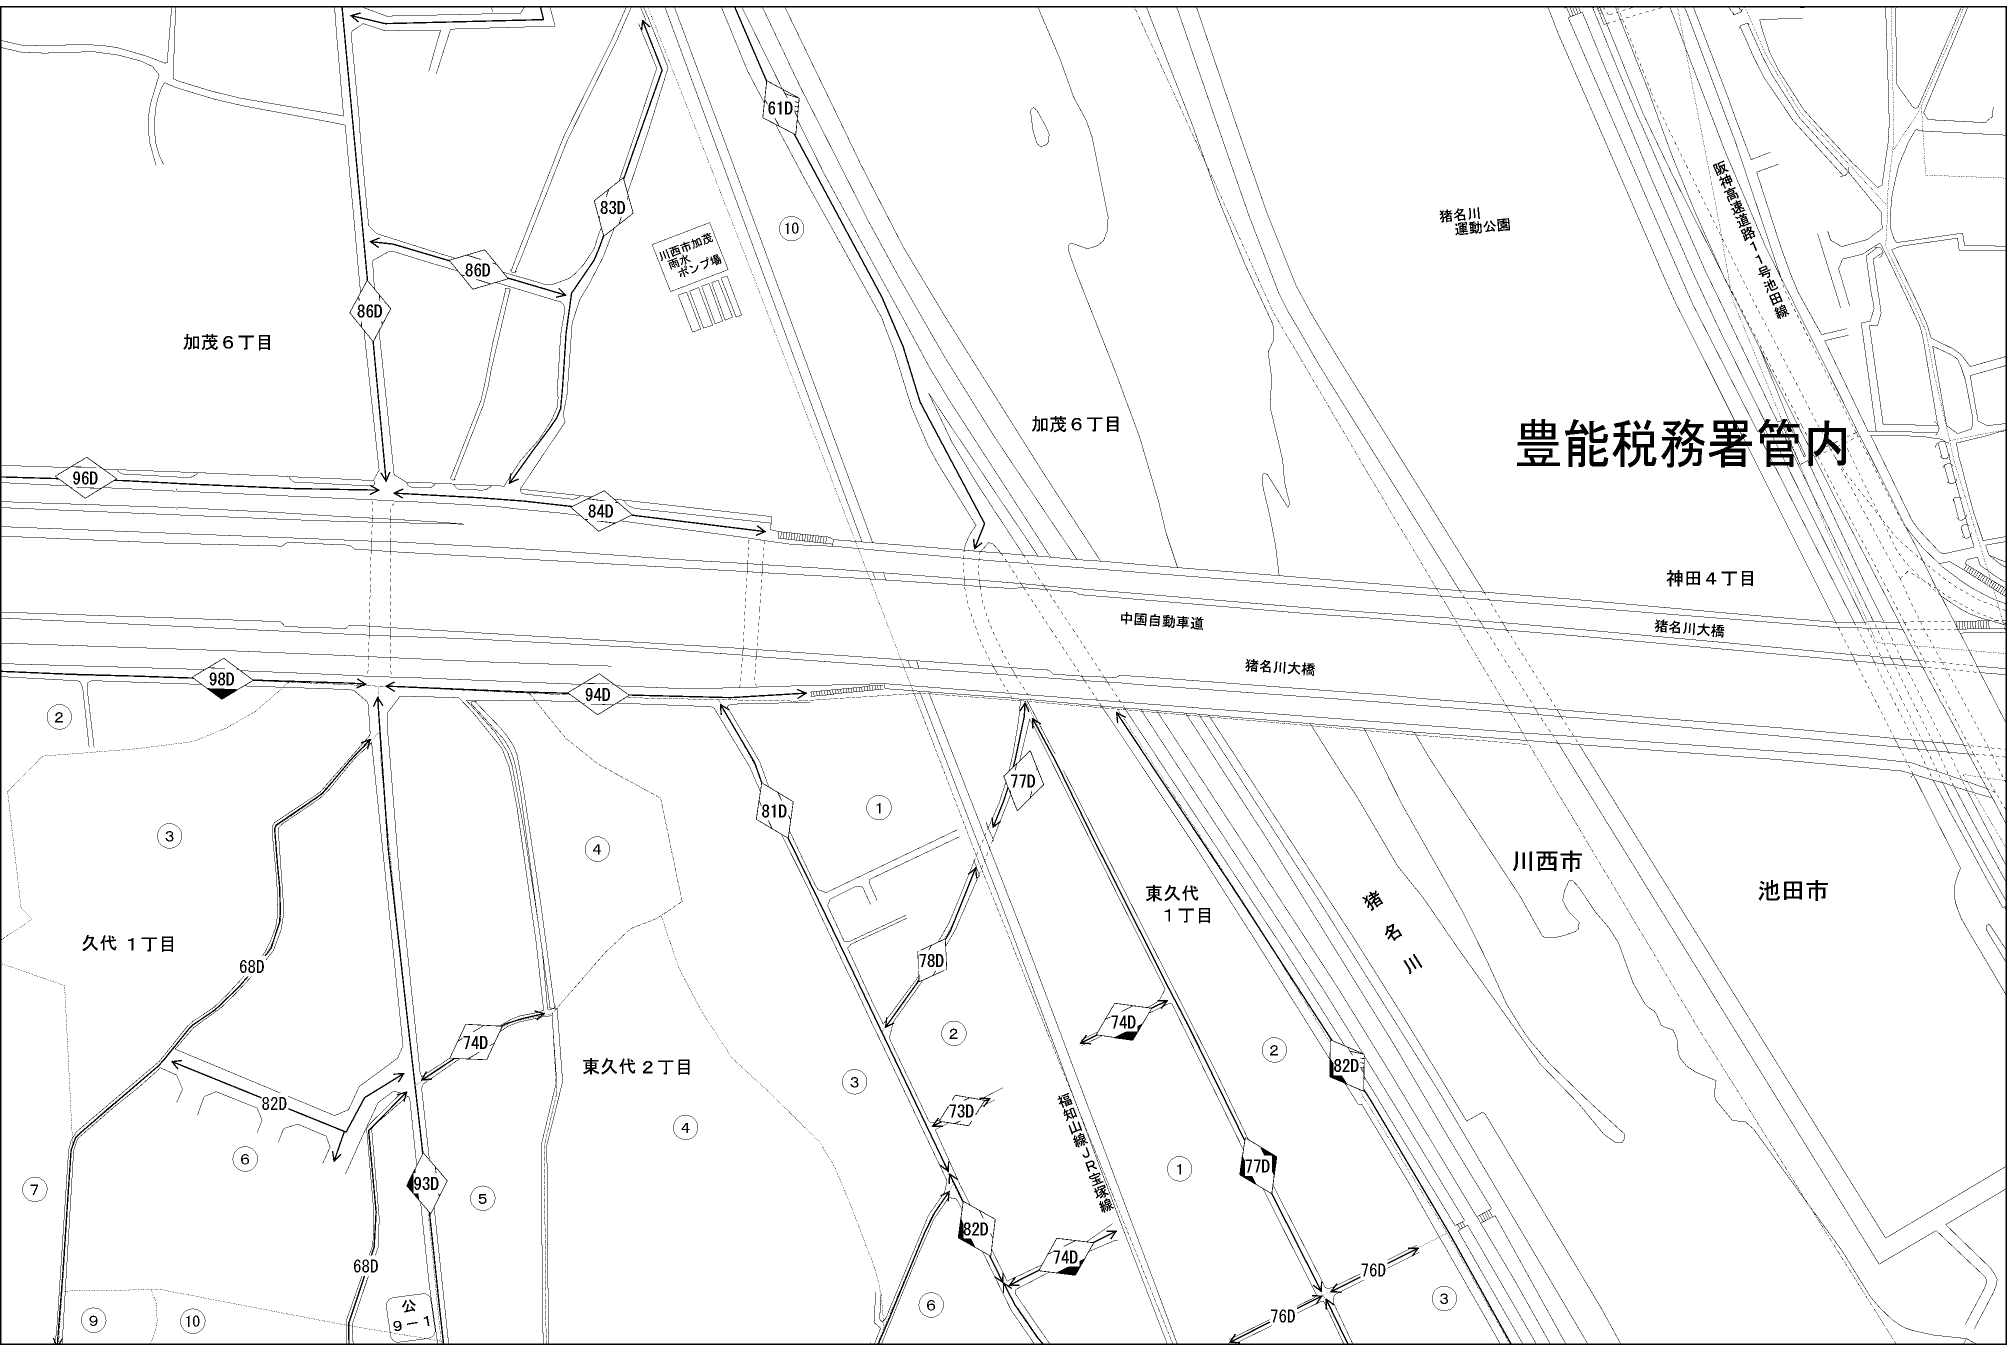 61D
83D
⑩
川西市加茂
雨水
ポンプ場
猪名川
運動公園
阪神高速道路11号池田線
86D
86D
加茂6丁目
加茂6丁目
豊能税務署管内
96D
84D
神田4丁目
中国自動車道
猪名川大橋
猪名川大橋
98D
94D
②
77D
81D
①
③
④
川西市
池田市
東久代
1丁目
猪名川
久代 1丁目
68D
78D
74D
74D
②
②
82D
東久代2丁目
③
82D
73D
④
福知山線JR宝塚線
⑥
①
77D
⑦
93D
⑤
82D
74D
68D
76D
③
⑥
76D
公
9-1
⑨
⑩